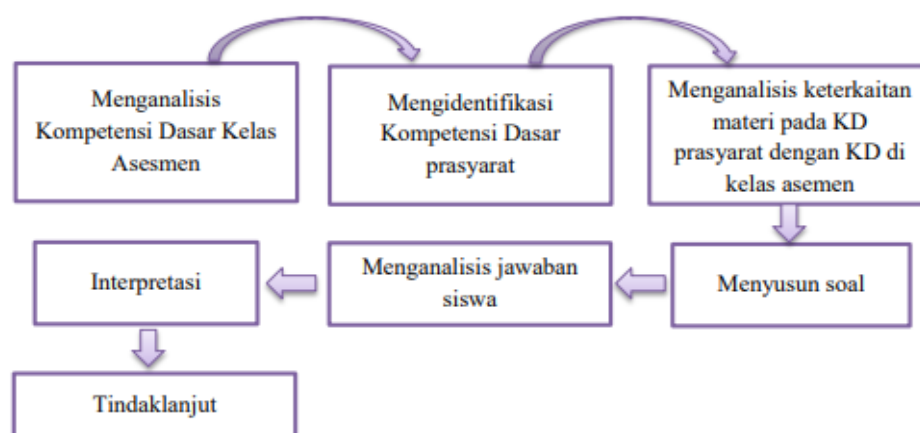 Menganalisis
Kompetensi Dasar Kelas
Asesmen
Mengidentifikasi
Kompetensi Dasar
prasyarat
Menganalisis keterkaitan
materi pada KD
prasyarat dengan KD di
kelas asemen
Menyusun soal
Menganalisis jawaban
siswa
Interpretasi
Tindaklanjut